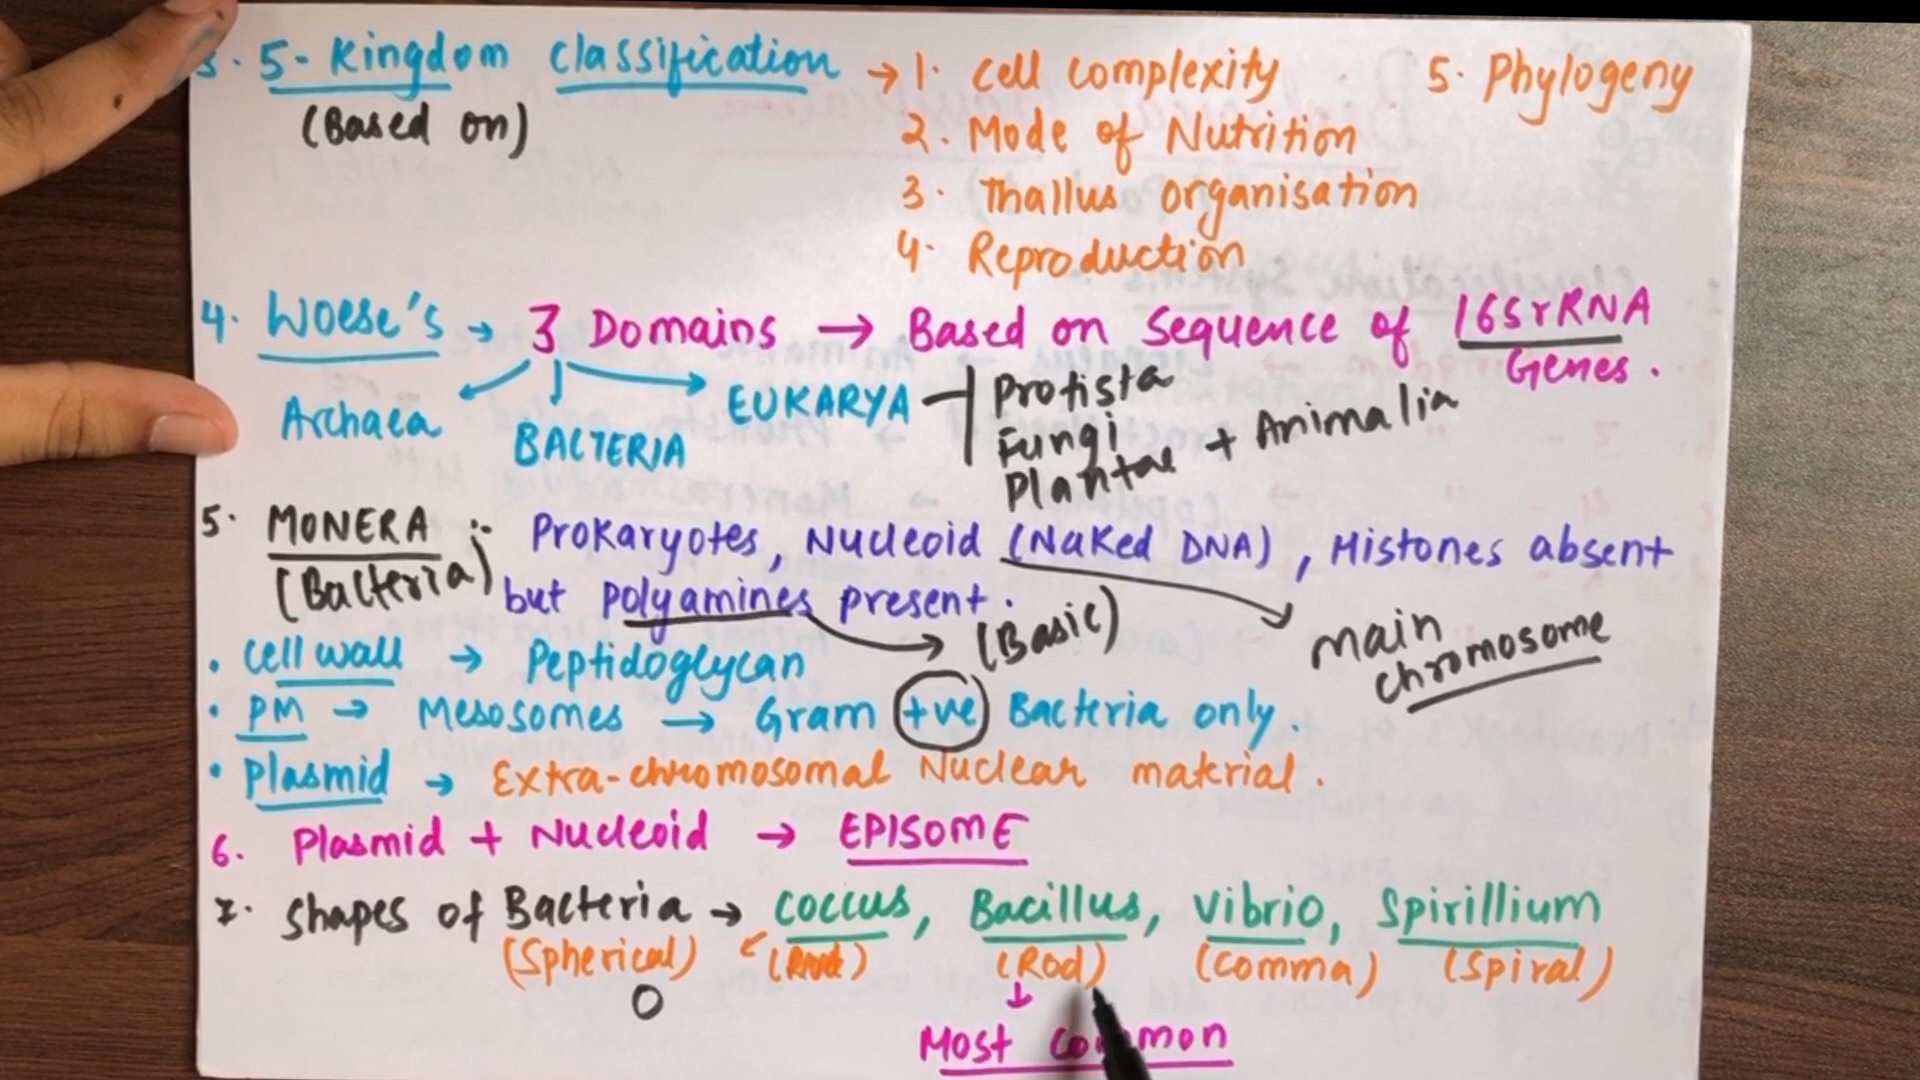 3. 5-Kingdom Classification → 1. Cell Complexity 5. Phylogeny
(Based on) 2. Mode of Nutrition
3. Thallus organisation
4. Reproduction
4. Woese's → 3 Domains → Based on Sequence of 16SrRNA
Genes.
Archaea BACTERIA EUKARYA Protista
Fungi
Plantae + Animalia
5. MONERA :- Prokaryotes, Nucleoid (Naked DNA), Histones absent
(Bacteria) but polyamines present.
(Basic) main
chromosome
• Cell wall → Peptidoglycan
• PM → Mesosomes → Gram +ve Bacteria only.
• Plasmid → Extra-chromosomal Nuclear material.
6. Plasmid + Nucleoid → EPISOME
7. Shapes of Bacteria → Coccus, Bacillus, Vibrio, Spirillium
(Spherical) (Rod) (Comma) (Spiral)
Most common